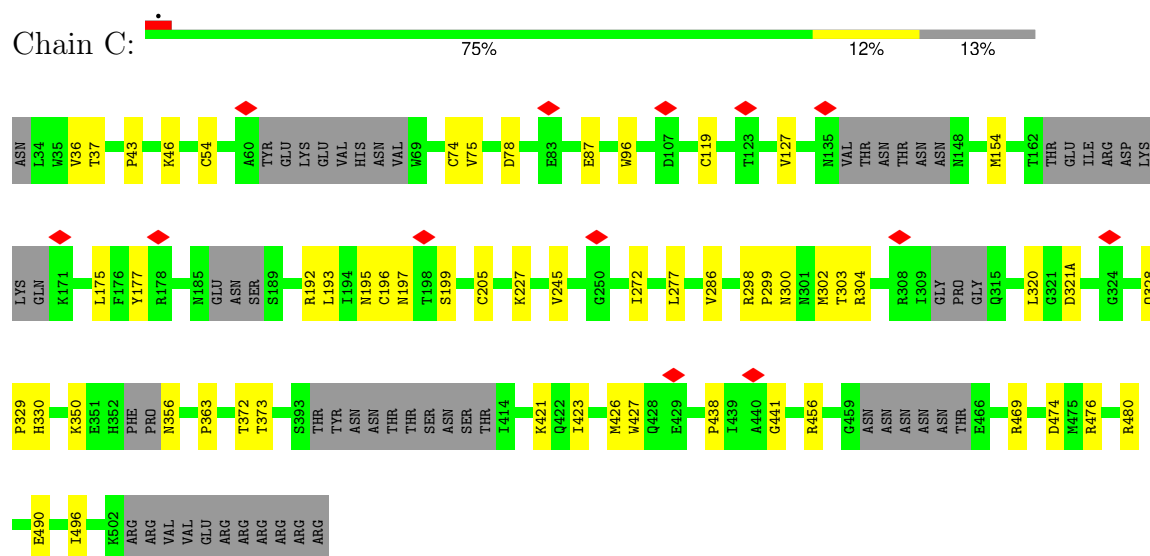 Chain C:
75% 12% 13%
ASN L34 W35 V36 T37 P43 K46 C54 A60 TYR GLU LYS GLU VAL HIS ASN VAL W69 C74 V75 D78 E83 E87 W96 D107 C119 T123 V127 N135 VAL THR ASN THR ASN ASN N148 M154 T162 THR GLU ILE ARG ASP LYS
LYS GLN K171 L175 F176 Y177 R178 N185 GLU ASN SER S189 R192 L193 I194 N195 C196 N197 T198 S199 C205 K227 V245 G250 I272 L277 V286 R298 P299 N300 N301 M302 T303 R304 R308 I309 GLY PRO GLY Q315 L320 G321 D321A G324 Q328
P329 H330 K350 E351 H352 PHE PRO N356 P363 T372 T373 S393 THR TYR ASN ASN THR THR SER ASN SER THR I414 K421 Q422 I423 M426 W427 Q428 E429 P438 I439 A440 G441 R456 G459 ASN ASN ASN ASN ASN THR E466 R469 D474 M475 R476 R480
E490 I496 K502 ARG ARG VAL VAL GLU ARG ARG ARG ARG ARG ARG